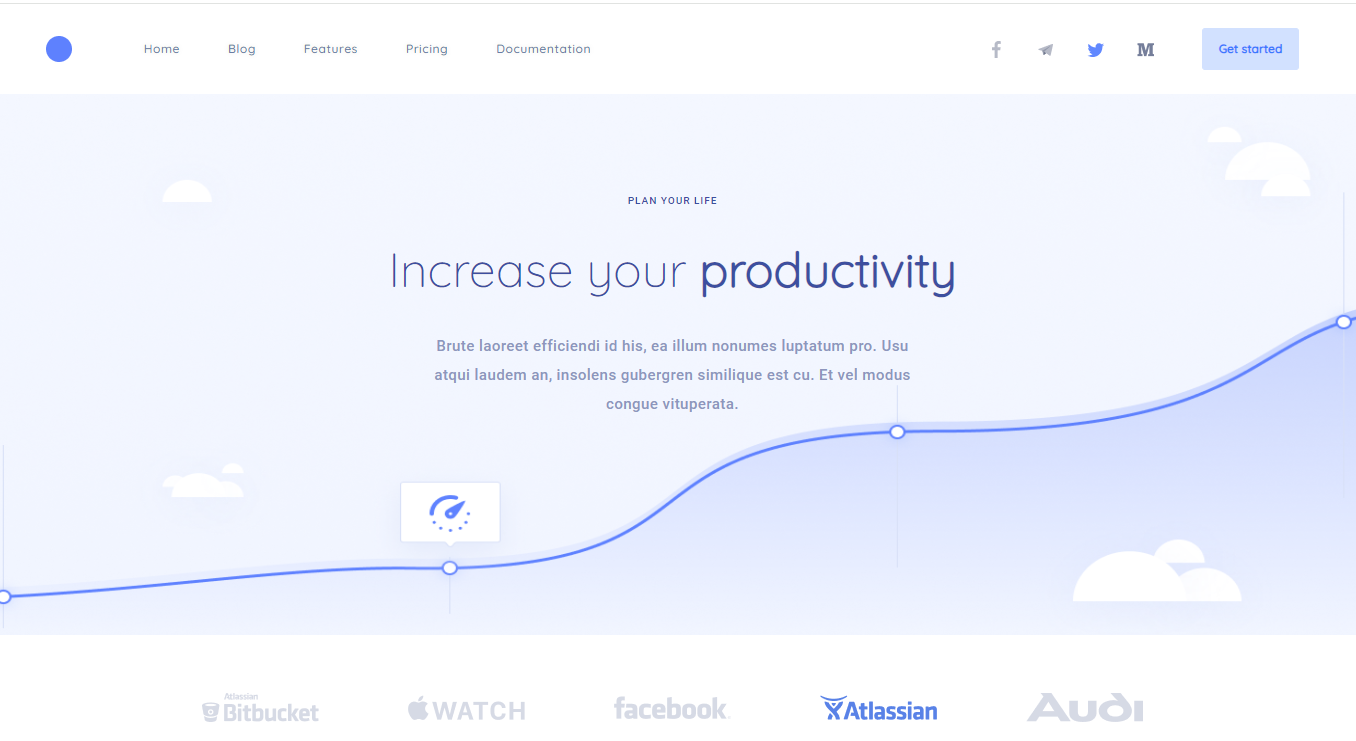 Home Blog Features Pricing Documentation M Get started
PLAN YOUR LIFE
Increase your productivity
Brute laoreet efficiendi id his, ea illum nonumes luptatum pro. Usu
atqui laudem an, insolens gubergren similique est cu. Et vel modus
congue vituperata.
Atlassian
Bitbucket WATCH facebook. Atlassian Audi